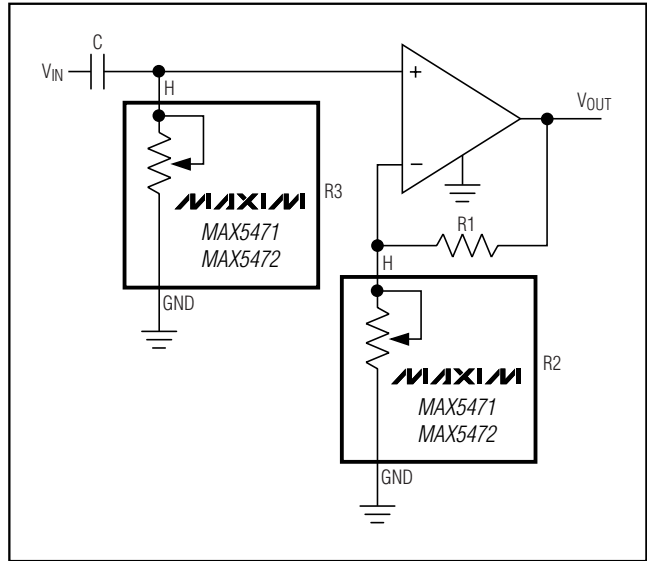 C
VIN
H
+
VOUT
−
MAXIM
R3
MAX5471
MAX5472
R1
H
GND
MAXIM
R2
MAX5471
MAX5472
GND